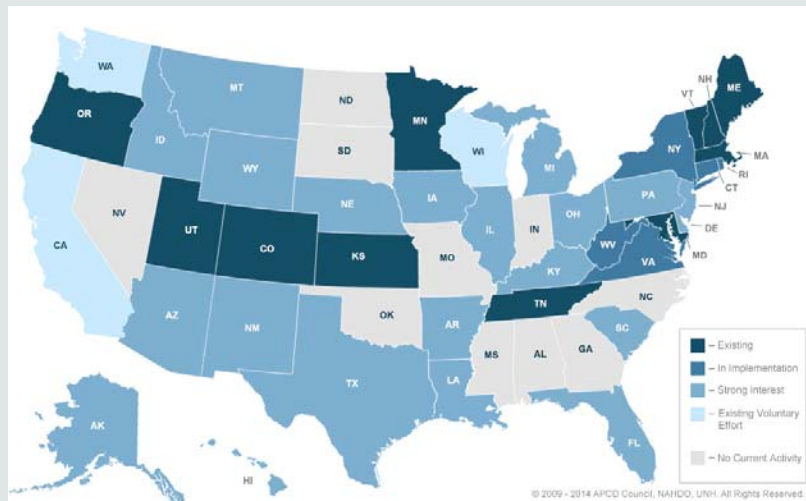 WA
MT
ND
MN
OR
ID
SD
WI
WY
MI
NY
VT
NH
ME
MA
RI
CT
NJ
DE
MD
PA
IA
NE
NV
UT
CO
CA
IL
IN
OH
WV
VA
KS
MO
KY
AZ
NM
OK
AR
TN
NC
SC
MS
AL
GA
TX
LA
FL
AK
HI
– Existing
– In Implementation
– Strong Interest
– Existing Voluntary
Effort
– No Current Activity
© 2009 - 2014 APCD Council, NAHDO, UNH. All Rights Reserved.